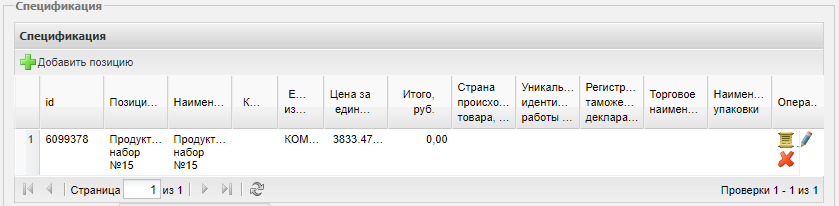 Спецификация
Спецификация
Добавить позицию
id Позици... Наимен... К... Е... из... Цена за един... Итого, руб. Страна происхо... товара, ... Уникаль... иденти... работы ... Регистр... таможе... деклара... Торговое наимен... Наимен... упаковки Опера...
1 6099378 Продукт... набор №15 Продукт... набор №15 КОМ... 3833.47... 0,00
Страница 1 из 1 Проверки 1 - 1 из 1